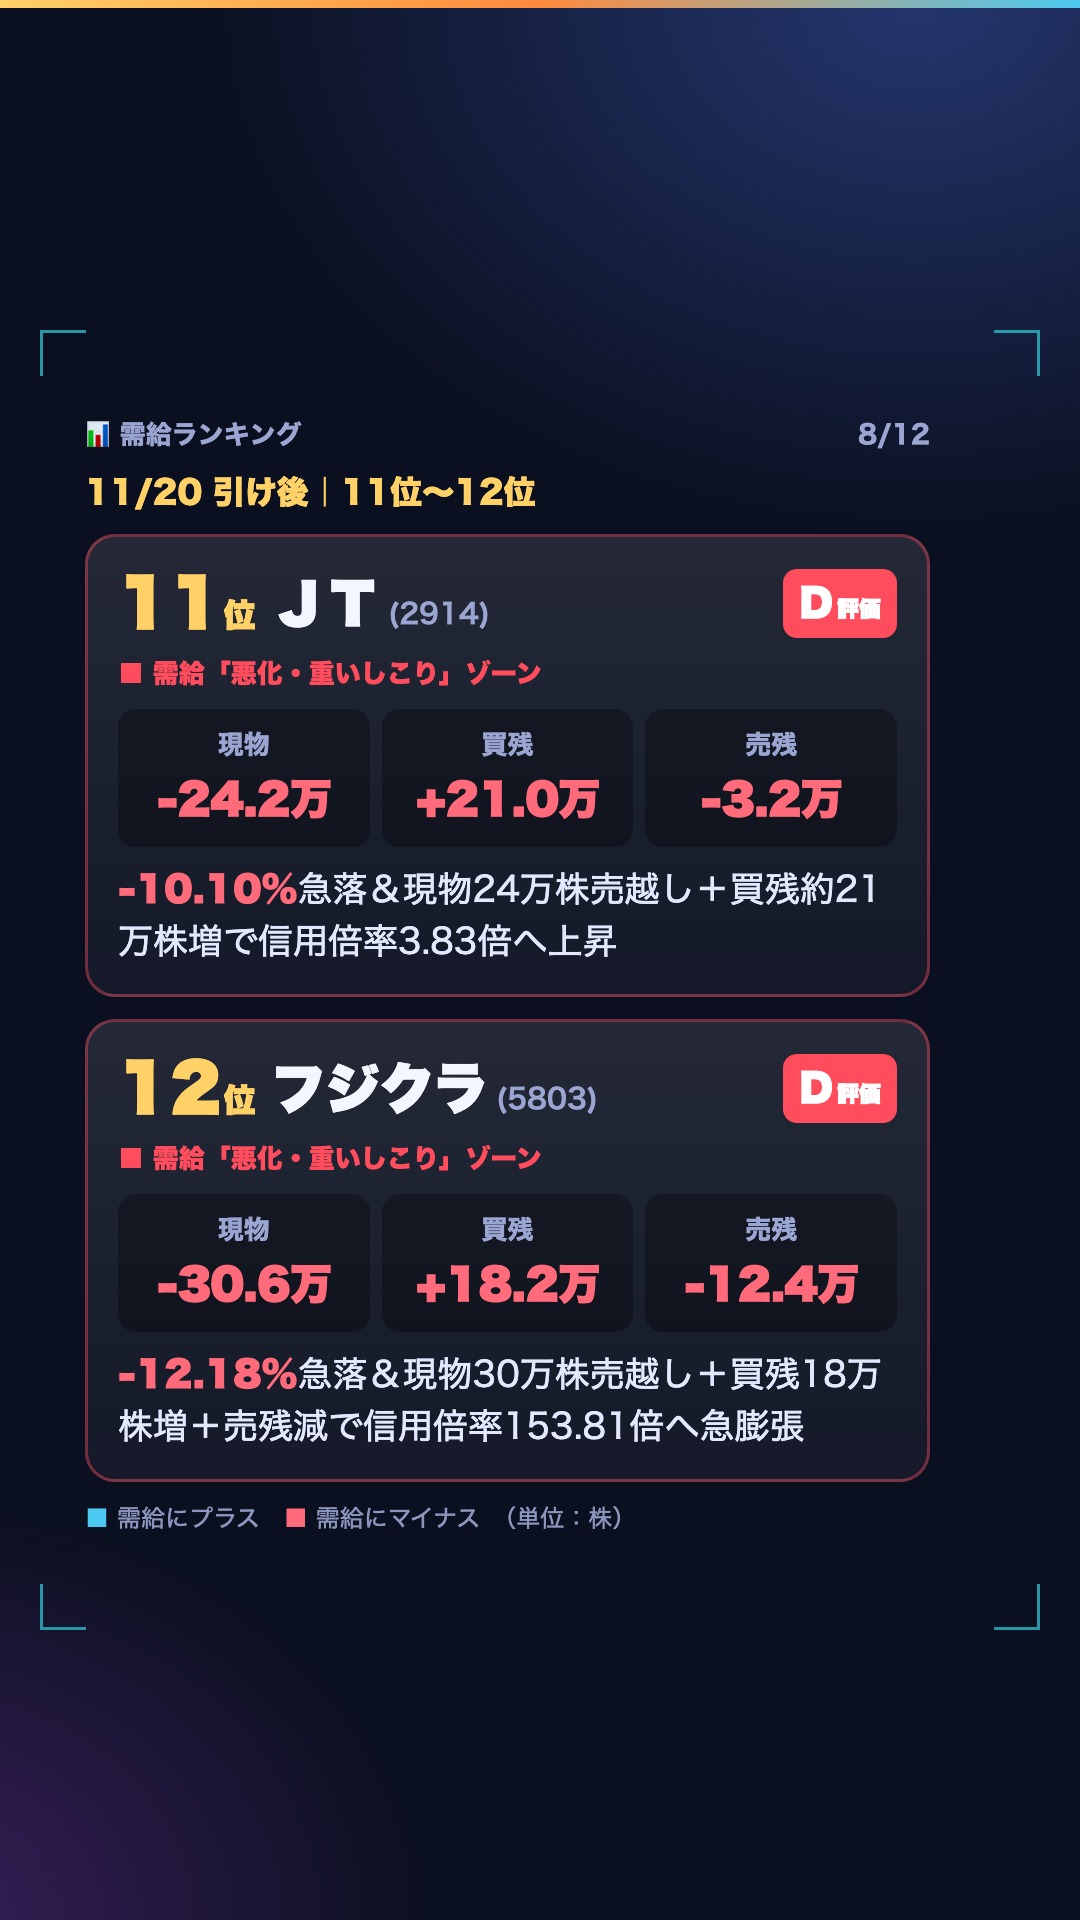 📊 需給ランキング 8/12
11/20 引け後｜11位〜12位
11位 ＪＴ (2914) D評価
■ 需給「悪化・重いしこり」ゾーン
現物 買残 売残
-24.2万 +21.0万 -3.2万
-10.10%急落＆現物24万株売越し＋買残約21
万株増で信用倍率3.83倍へ上昇
12位 フジクラ (5803) D評価
■ 需給「悪化・重いしこり」ゾーン
現物 買残 売残
-30.6万 +18.2万 -12.4万
-12.18%急落＆現物30万株売越し＋買残18万
株増＋売残減で信用倍率153.81倍へ急膨張
■ 需給にプラス ■ 需給にマイナス （単位：株）